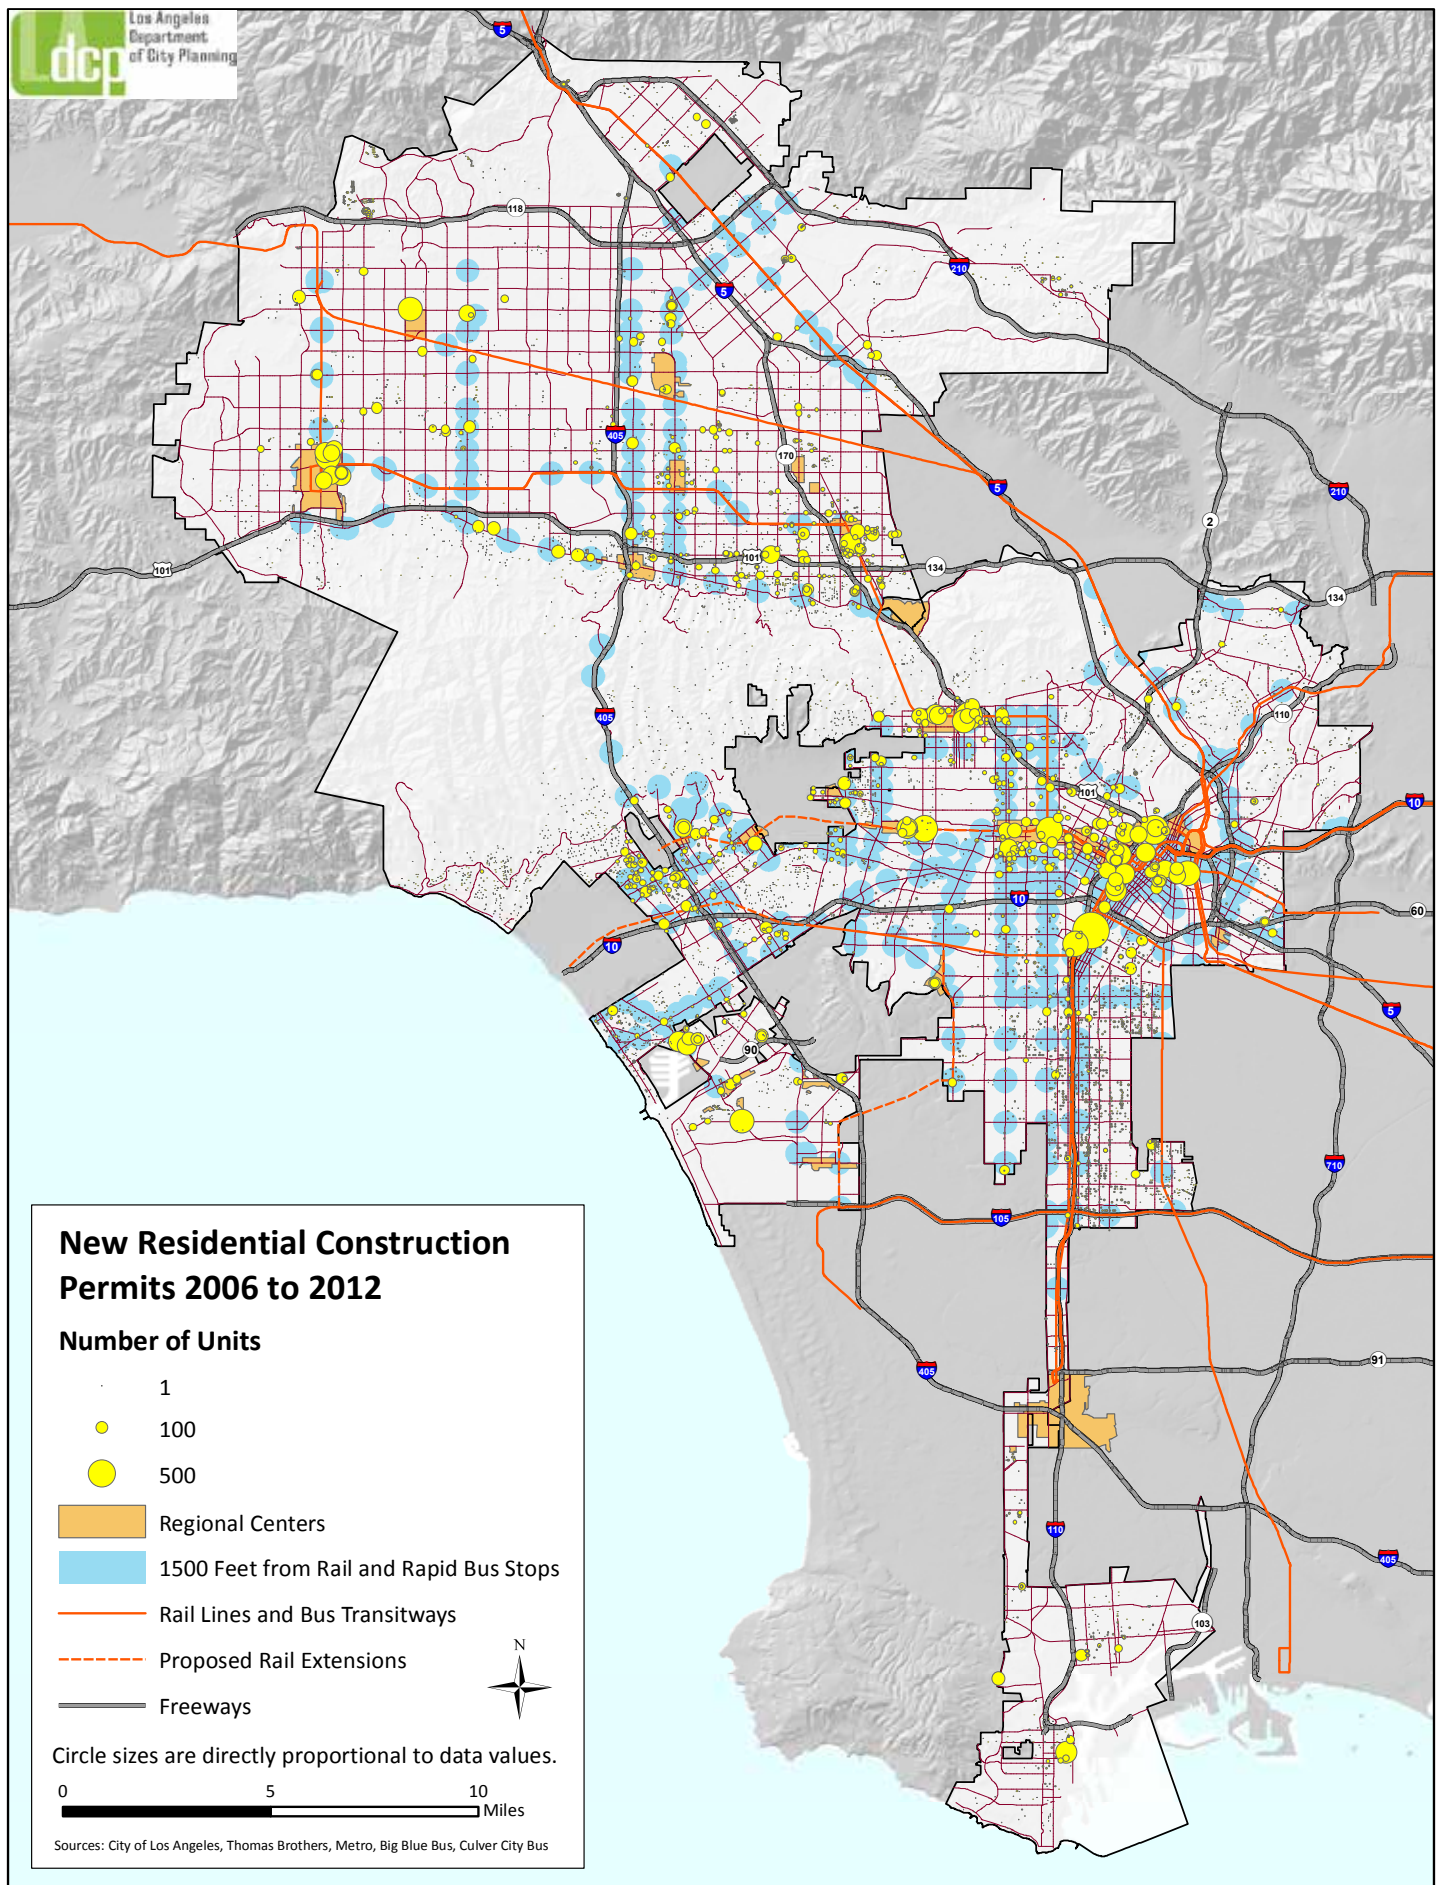 Los Angeles
Department
of City Planning
Ldcp
5
118
210
5
405
170
5
210
2
101
101
134
134
405
110
101
10
10
10
60
5
90
710
105
405
91
110
405
103
New Residential Construction
Permits 2006 to 2012
Number of Units
1
100
500
Regional Centers
1500 Feet from Rail and Rapid Bus Stops
Rail Lines and Bus Transitways
Proposed Rail Extensions
N
Freeways
Circle sizes are directly proportional to data values.
0 5 10
Miles
Sources: City of Los Angeles, Thomas Brothers, Metro, Big Blue Bus, Culver City Bus